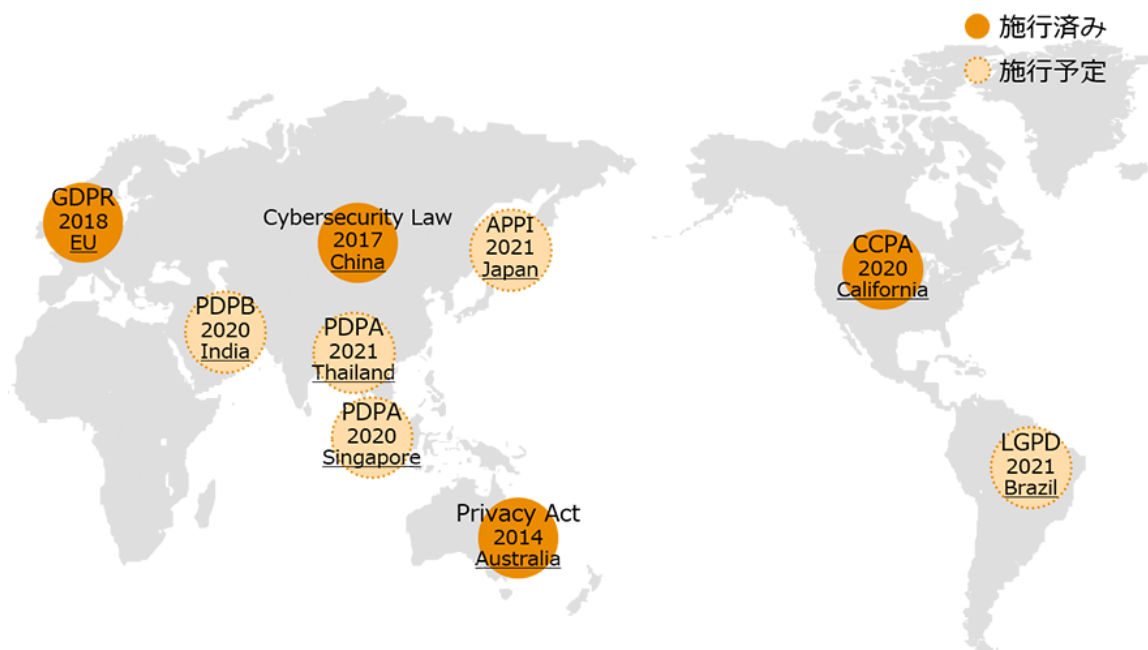 施行済み
施行予定
GDPR
2018
EU
Cybersecurity Law
2017
China
APPI
2021
Japan
CCPA
2020
California
PDPB
2020
India
PDPA
2021
Thailand
PDPA
2020
Singapore
LGPD
2021
Brazil
Privacy Act
2014
Australia